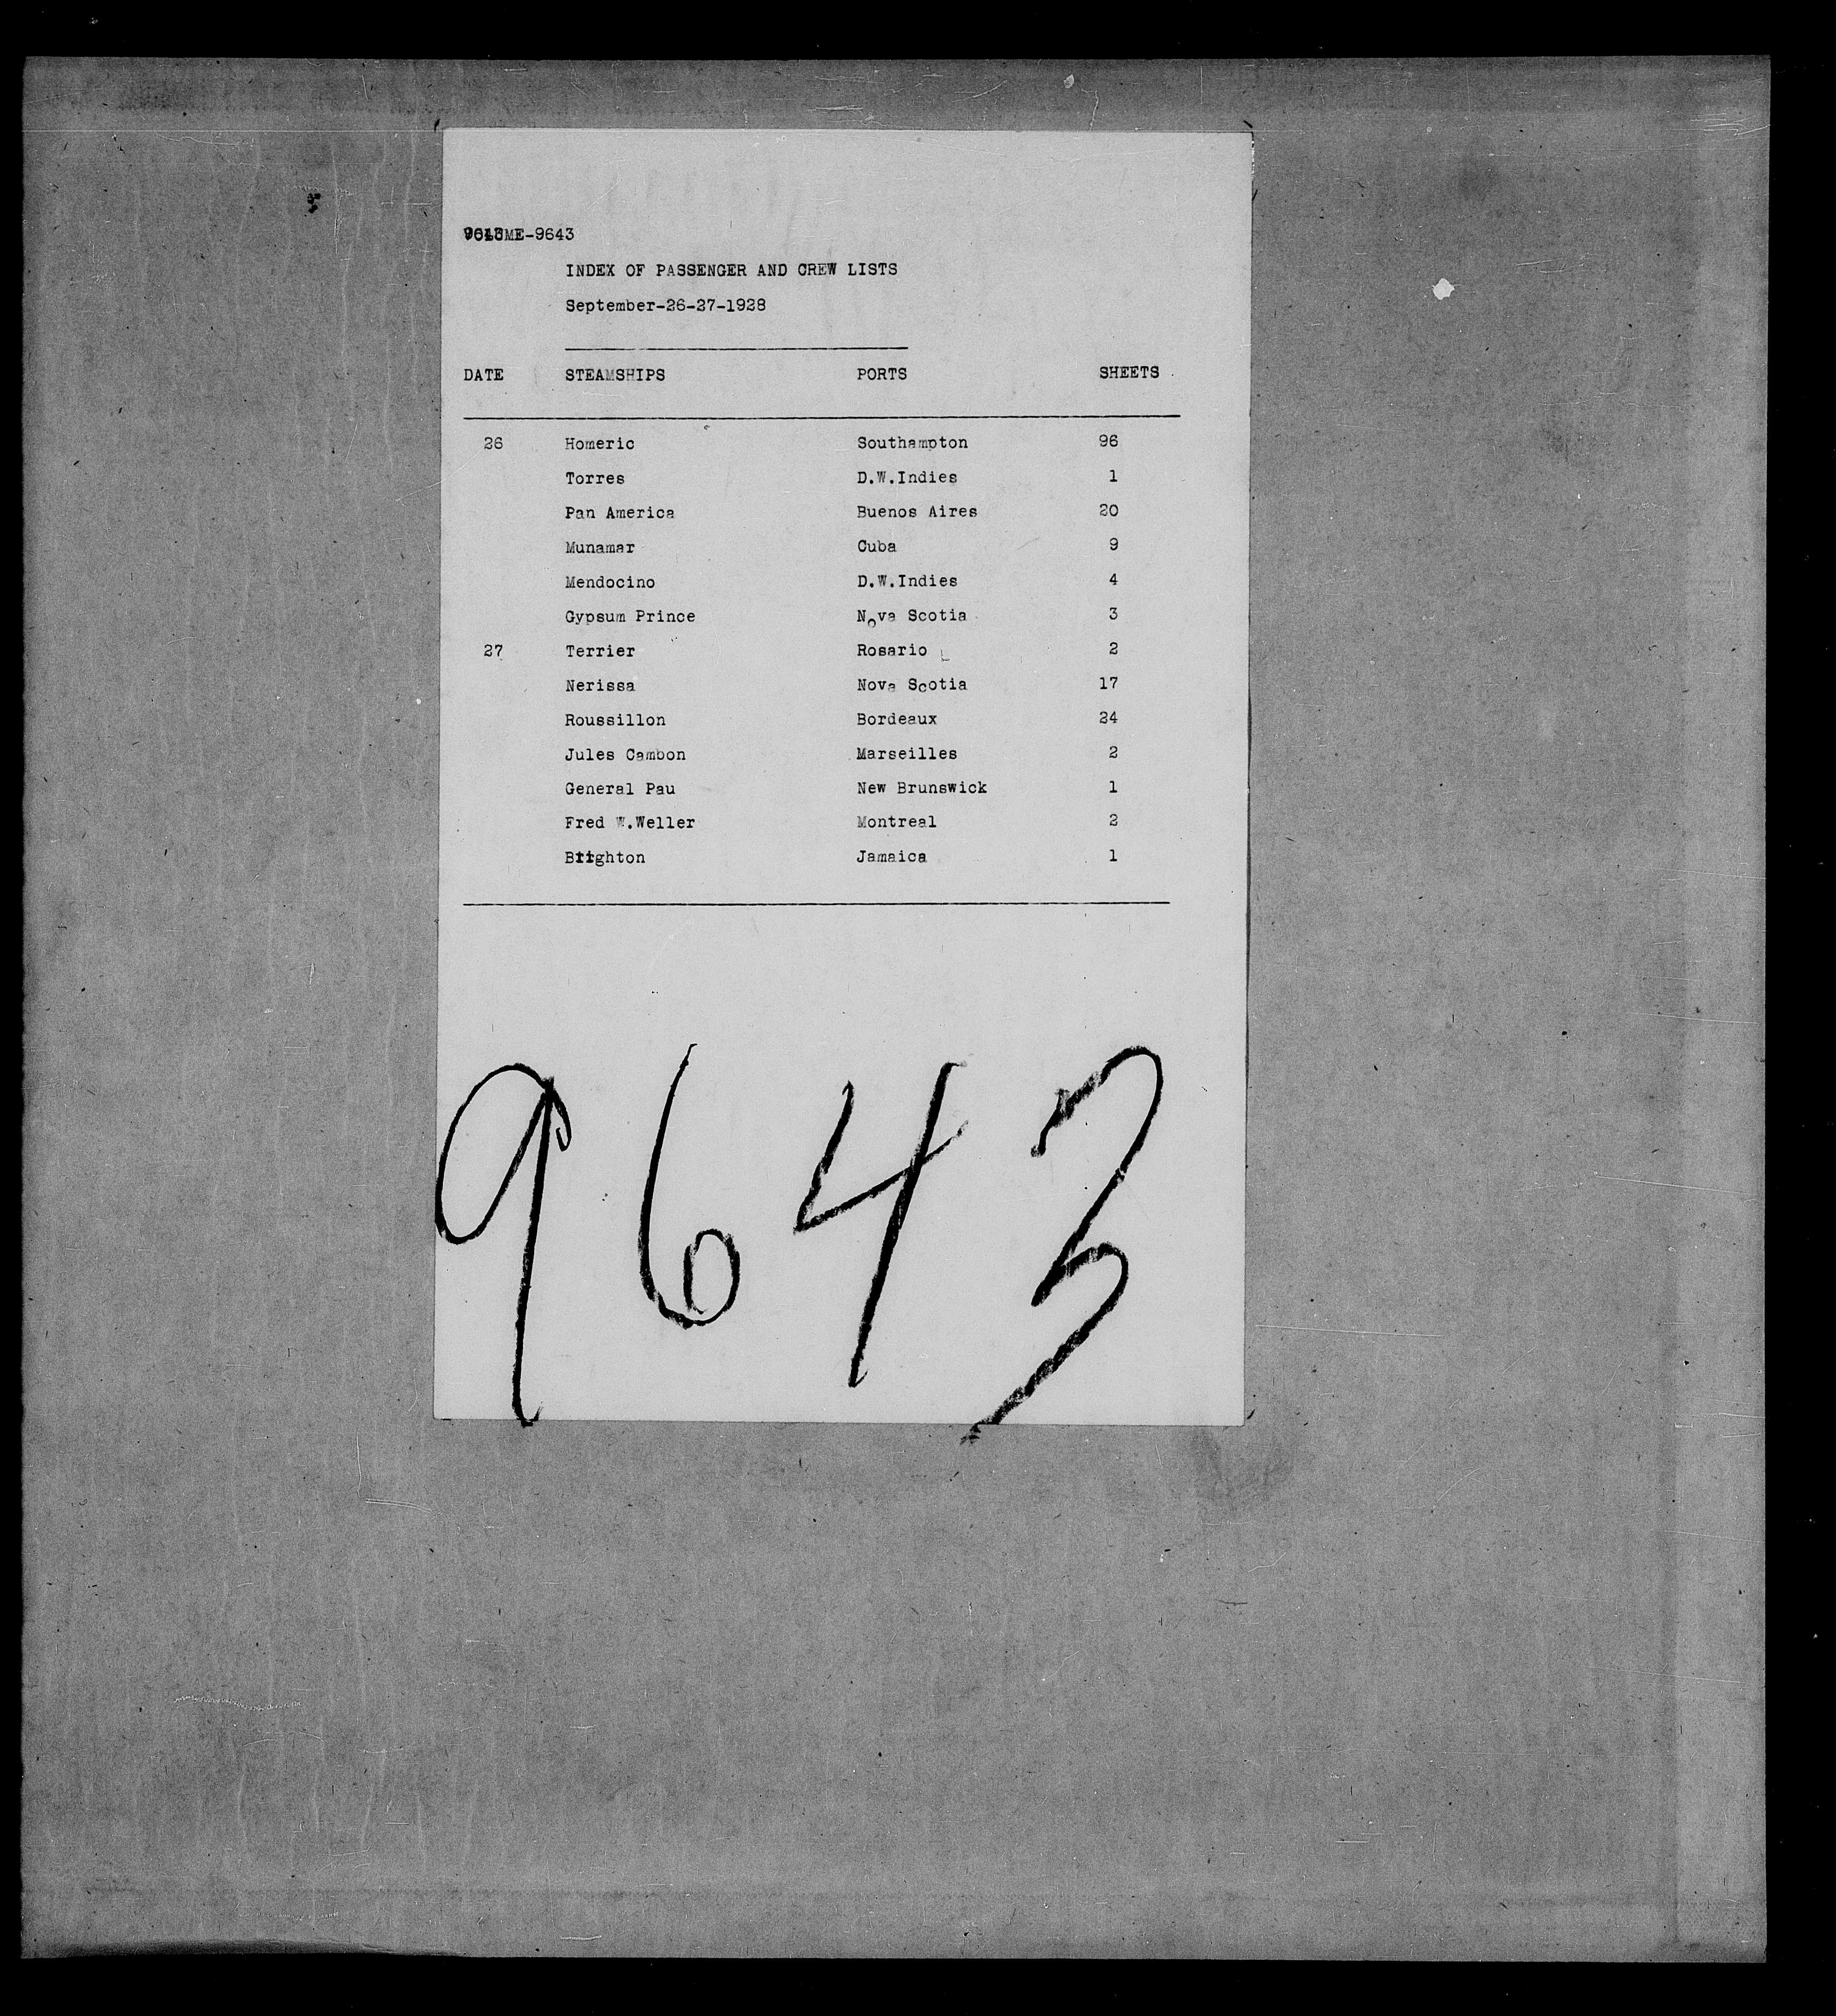 VOLUME-9643
INDEX OF PASSENGER AND CREW LISTS
September-26-27-1928
DATE STEAMSHIPS PORTS SHEETS
26 Homeric Southampton 96
Torres D.W.Indies 1
Pan America Buenos Aires 20
Munamar Cuba 9
Mendocino D.W.Indies 4
Gypsum Prince Nova Scotia 3
27 Terrier Rosario 2
Nerissa Nova Scotia 17
Roussillon Bordeaux 24
Jules Cambon Marseilles 2
General Pau New Brunswick 1
Fred W.Weller Montreal 2
Brighton Jamaica 1
9643